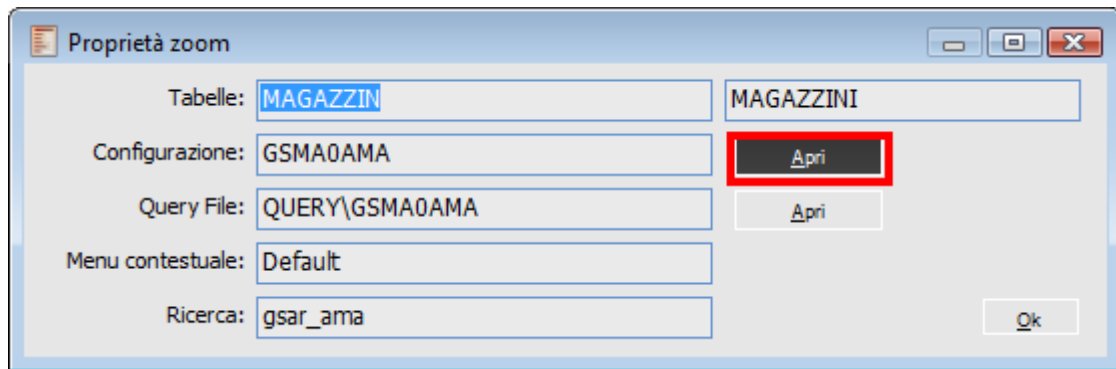 Proprietà zoom
Tabelle: MAGAZZIN MAGAZZINI
Configurazione: GSMA0AMA Apri
Query File: QUERY\GSMA0AMA Apri
Menu contestuale: Default
Ricerca: gsar_ama Ok